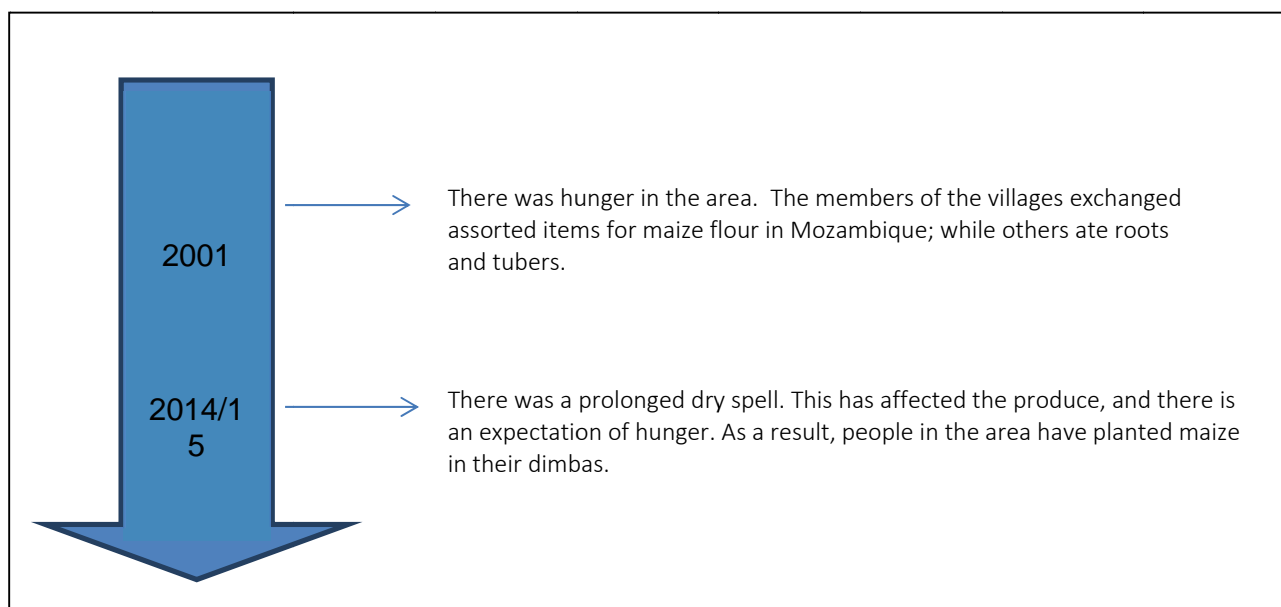 There was hunger in the area.  The members of the villages exchanged
assorted items for maize flour in Mozambique; while others ate roots
and tubers.
2001
There was a prolonged dry spell. This has affected the produce, and there is
an expectation of hunger. As a result, people in the area have planted maize
in their dimbas.
2014/1
5